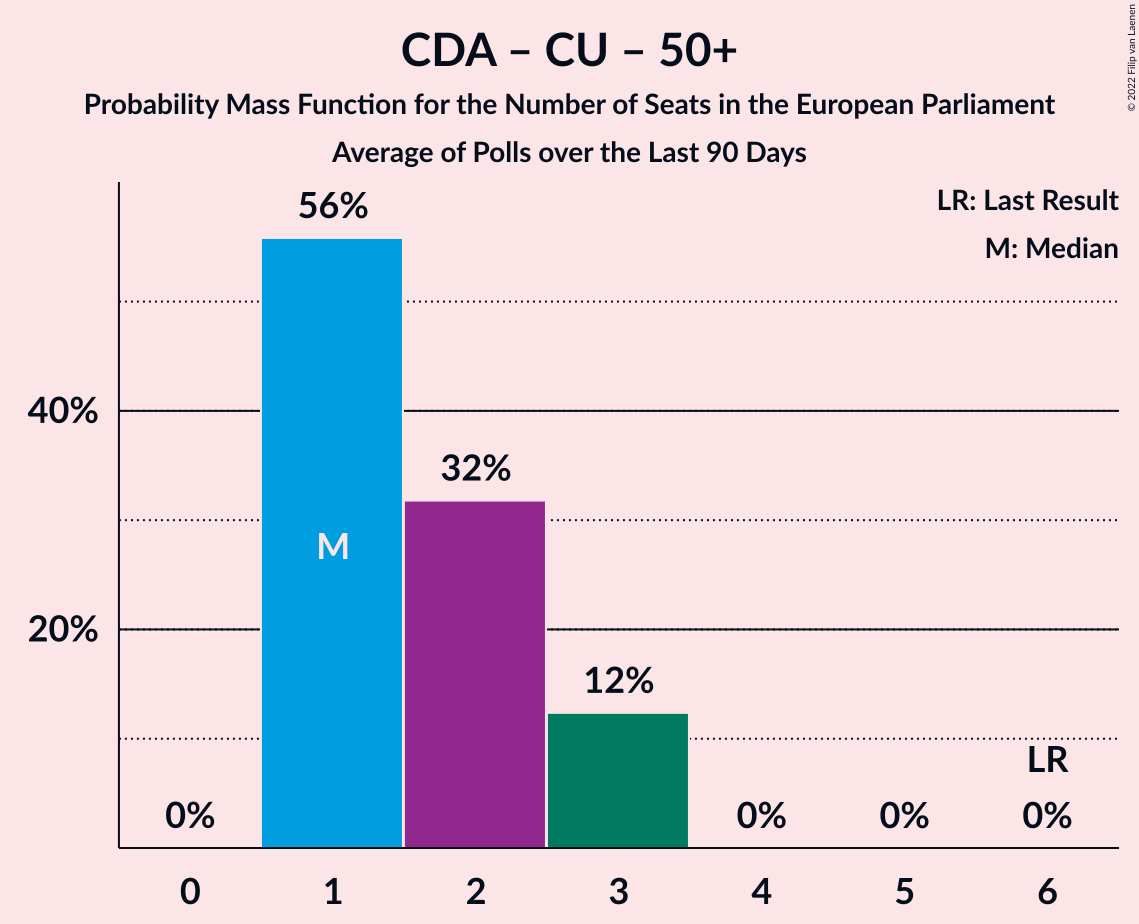 CDA – CU – 50+
Probability Mass Function for the Number of Seats in the European Parliament
Average of Polls over the Last 90 Days
© 2022 Filip van Laenen
LR: Last Result
M: Median
56%
40%
32%
M
20%
12%
LR
0%
0%
0%
0%
0
1
2
3
4
5
6